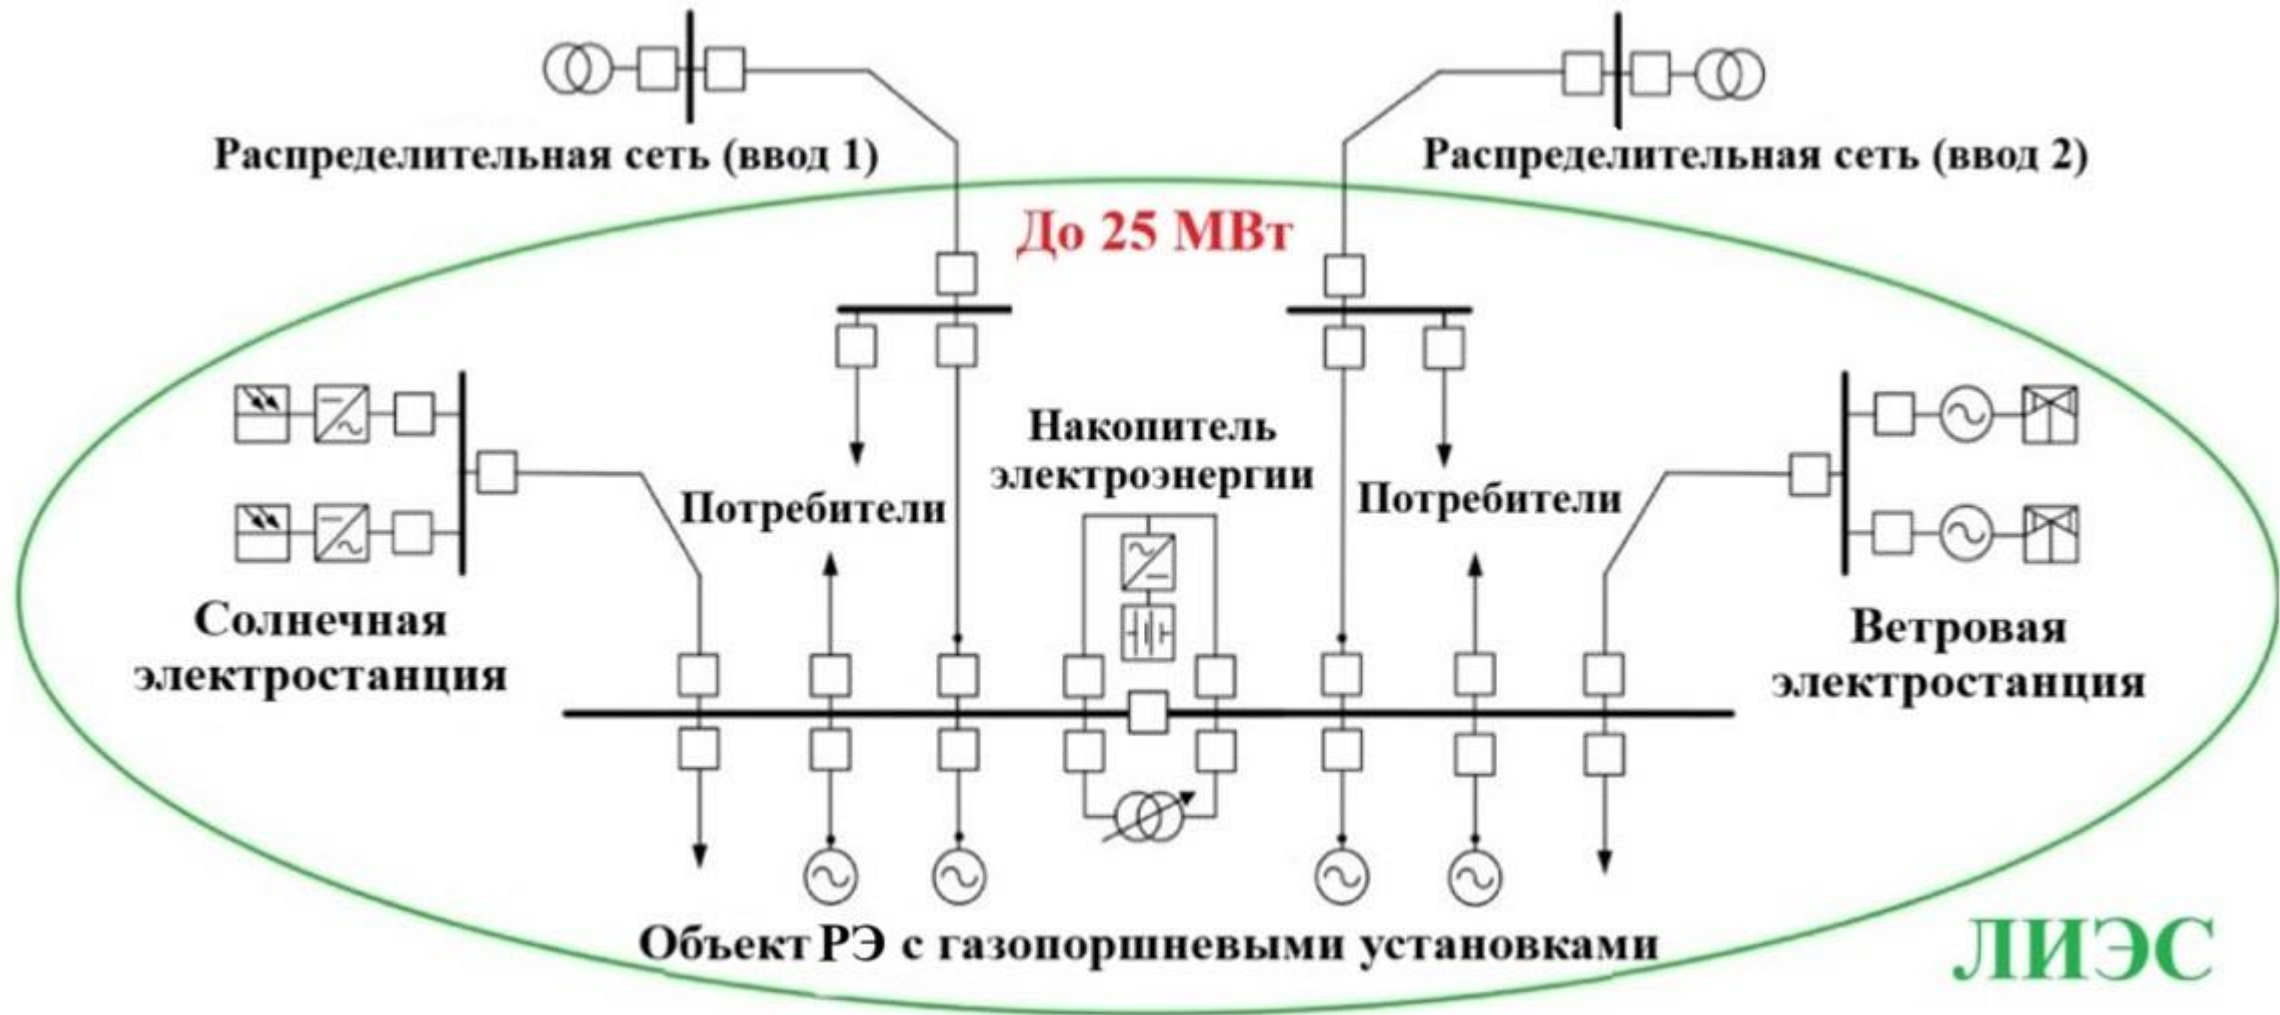 Распределительная сеть (ввод 1)
Распределительная сеть (ввод 2)
До 25 МВт
Накопитель
электроэнергии
Потребители
Потребители
Солнечная
электростанция
Ветровая
электростанция
Объект РЭ с газопоршневыми установками
ЛИЭС